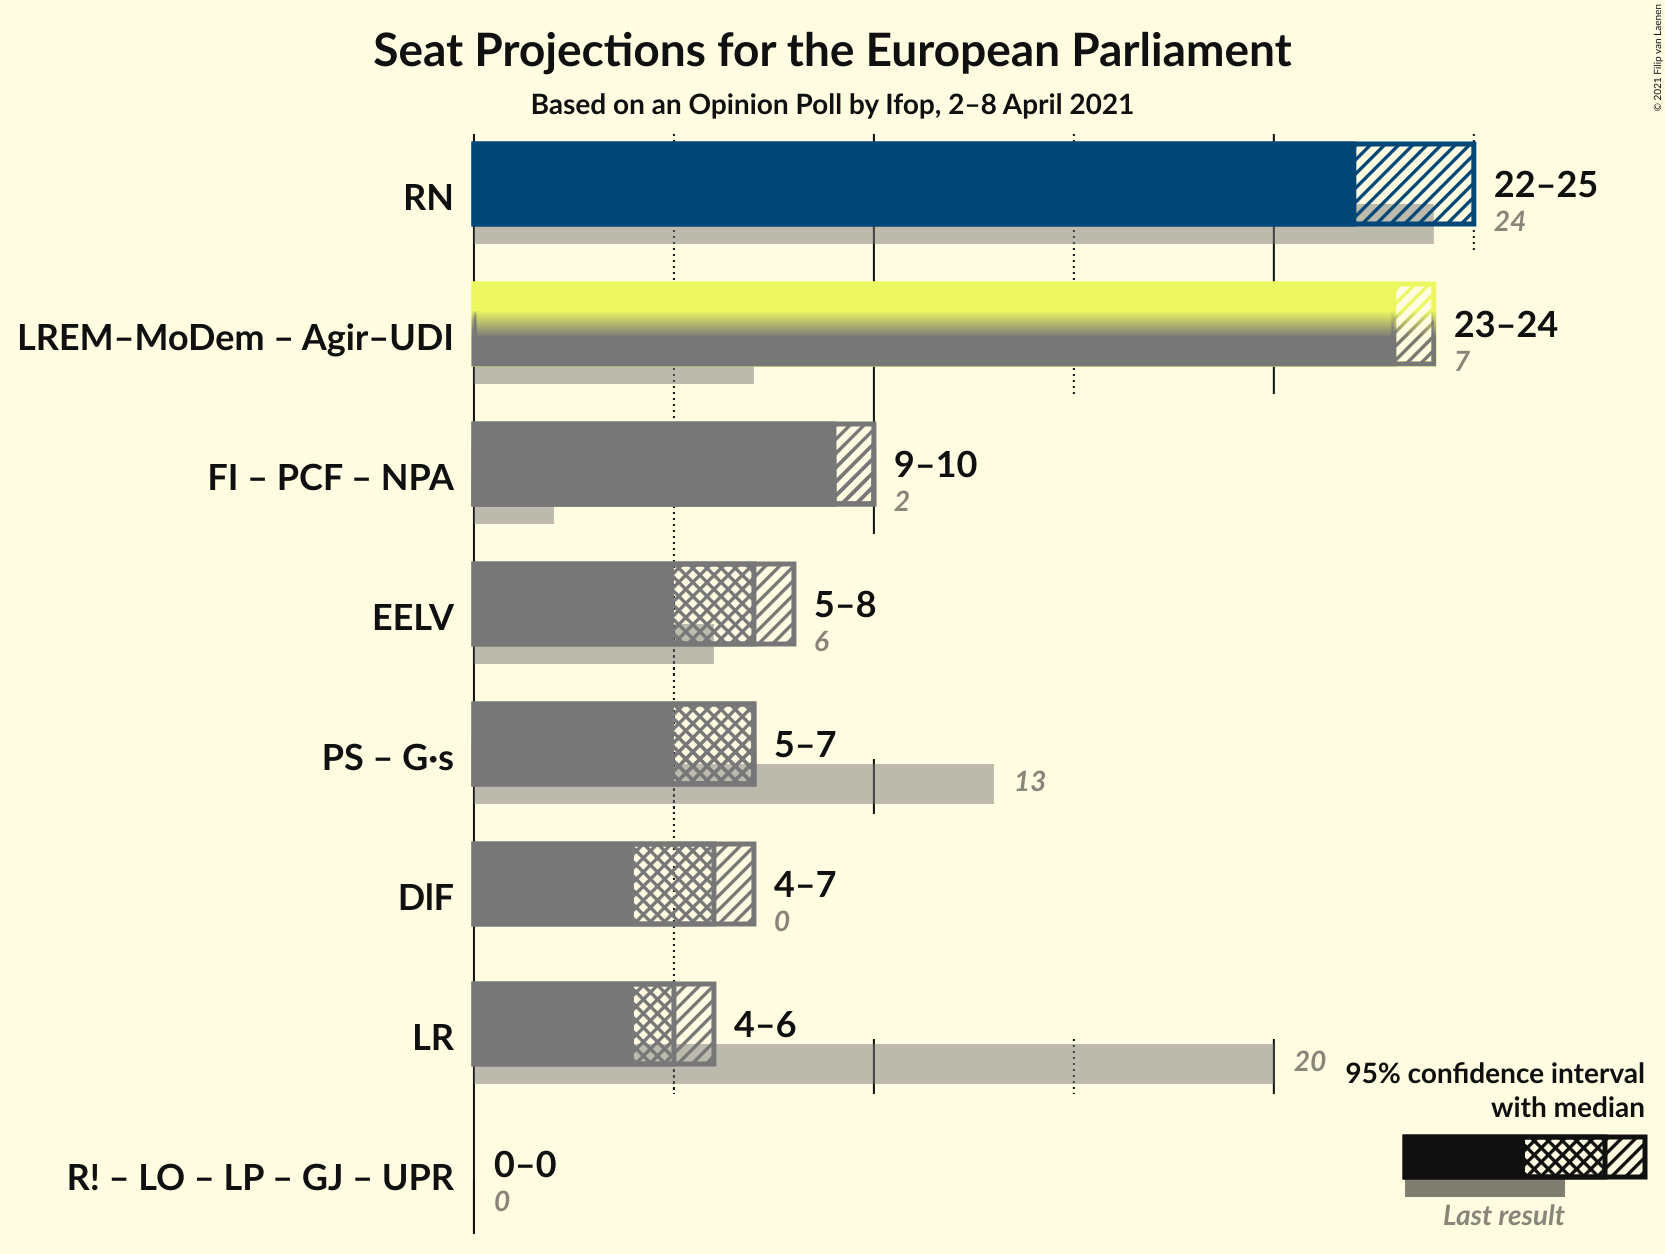 Seat Projections for the European Parliament
Based on an Opinion Poll by Ifop, 2–8 April 2021
© 2021 Filip van Laenen
RN
22–25
24
LREM–MoDem – Agir–UDI
23–24
7
FI – PCF – NPA
9–10
2
EELV
5–8
6
PS – G·s
5–7
13
DlF
4–7
0
LR
4–6
20
R! – LO – LP – GJ – UPR
0–0
0
95% confidence interval
with median
Last result